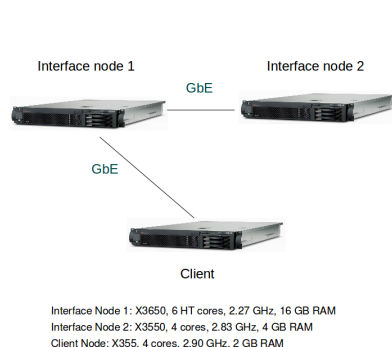 Interface node 1
Interface node 2
GbE
GbE
Client
Interface Node 1: X3650, 6 HT cores, 2.27 GHz, 16 GB RAM
Interface Node 2: X3550, 4 cores, 2.83 GHz, 4 GB RAM
Client Node: X355, 4 cores, 2.90 GHz, 2 GB RAM